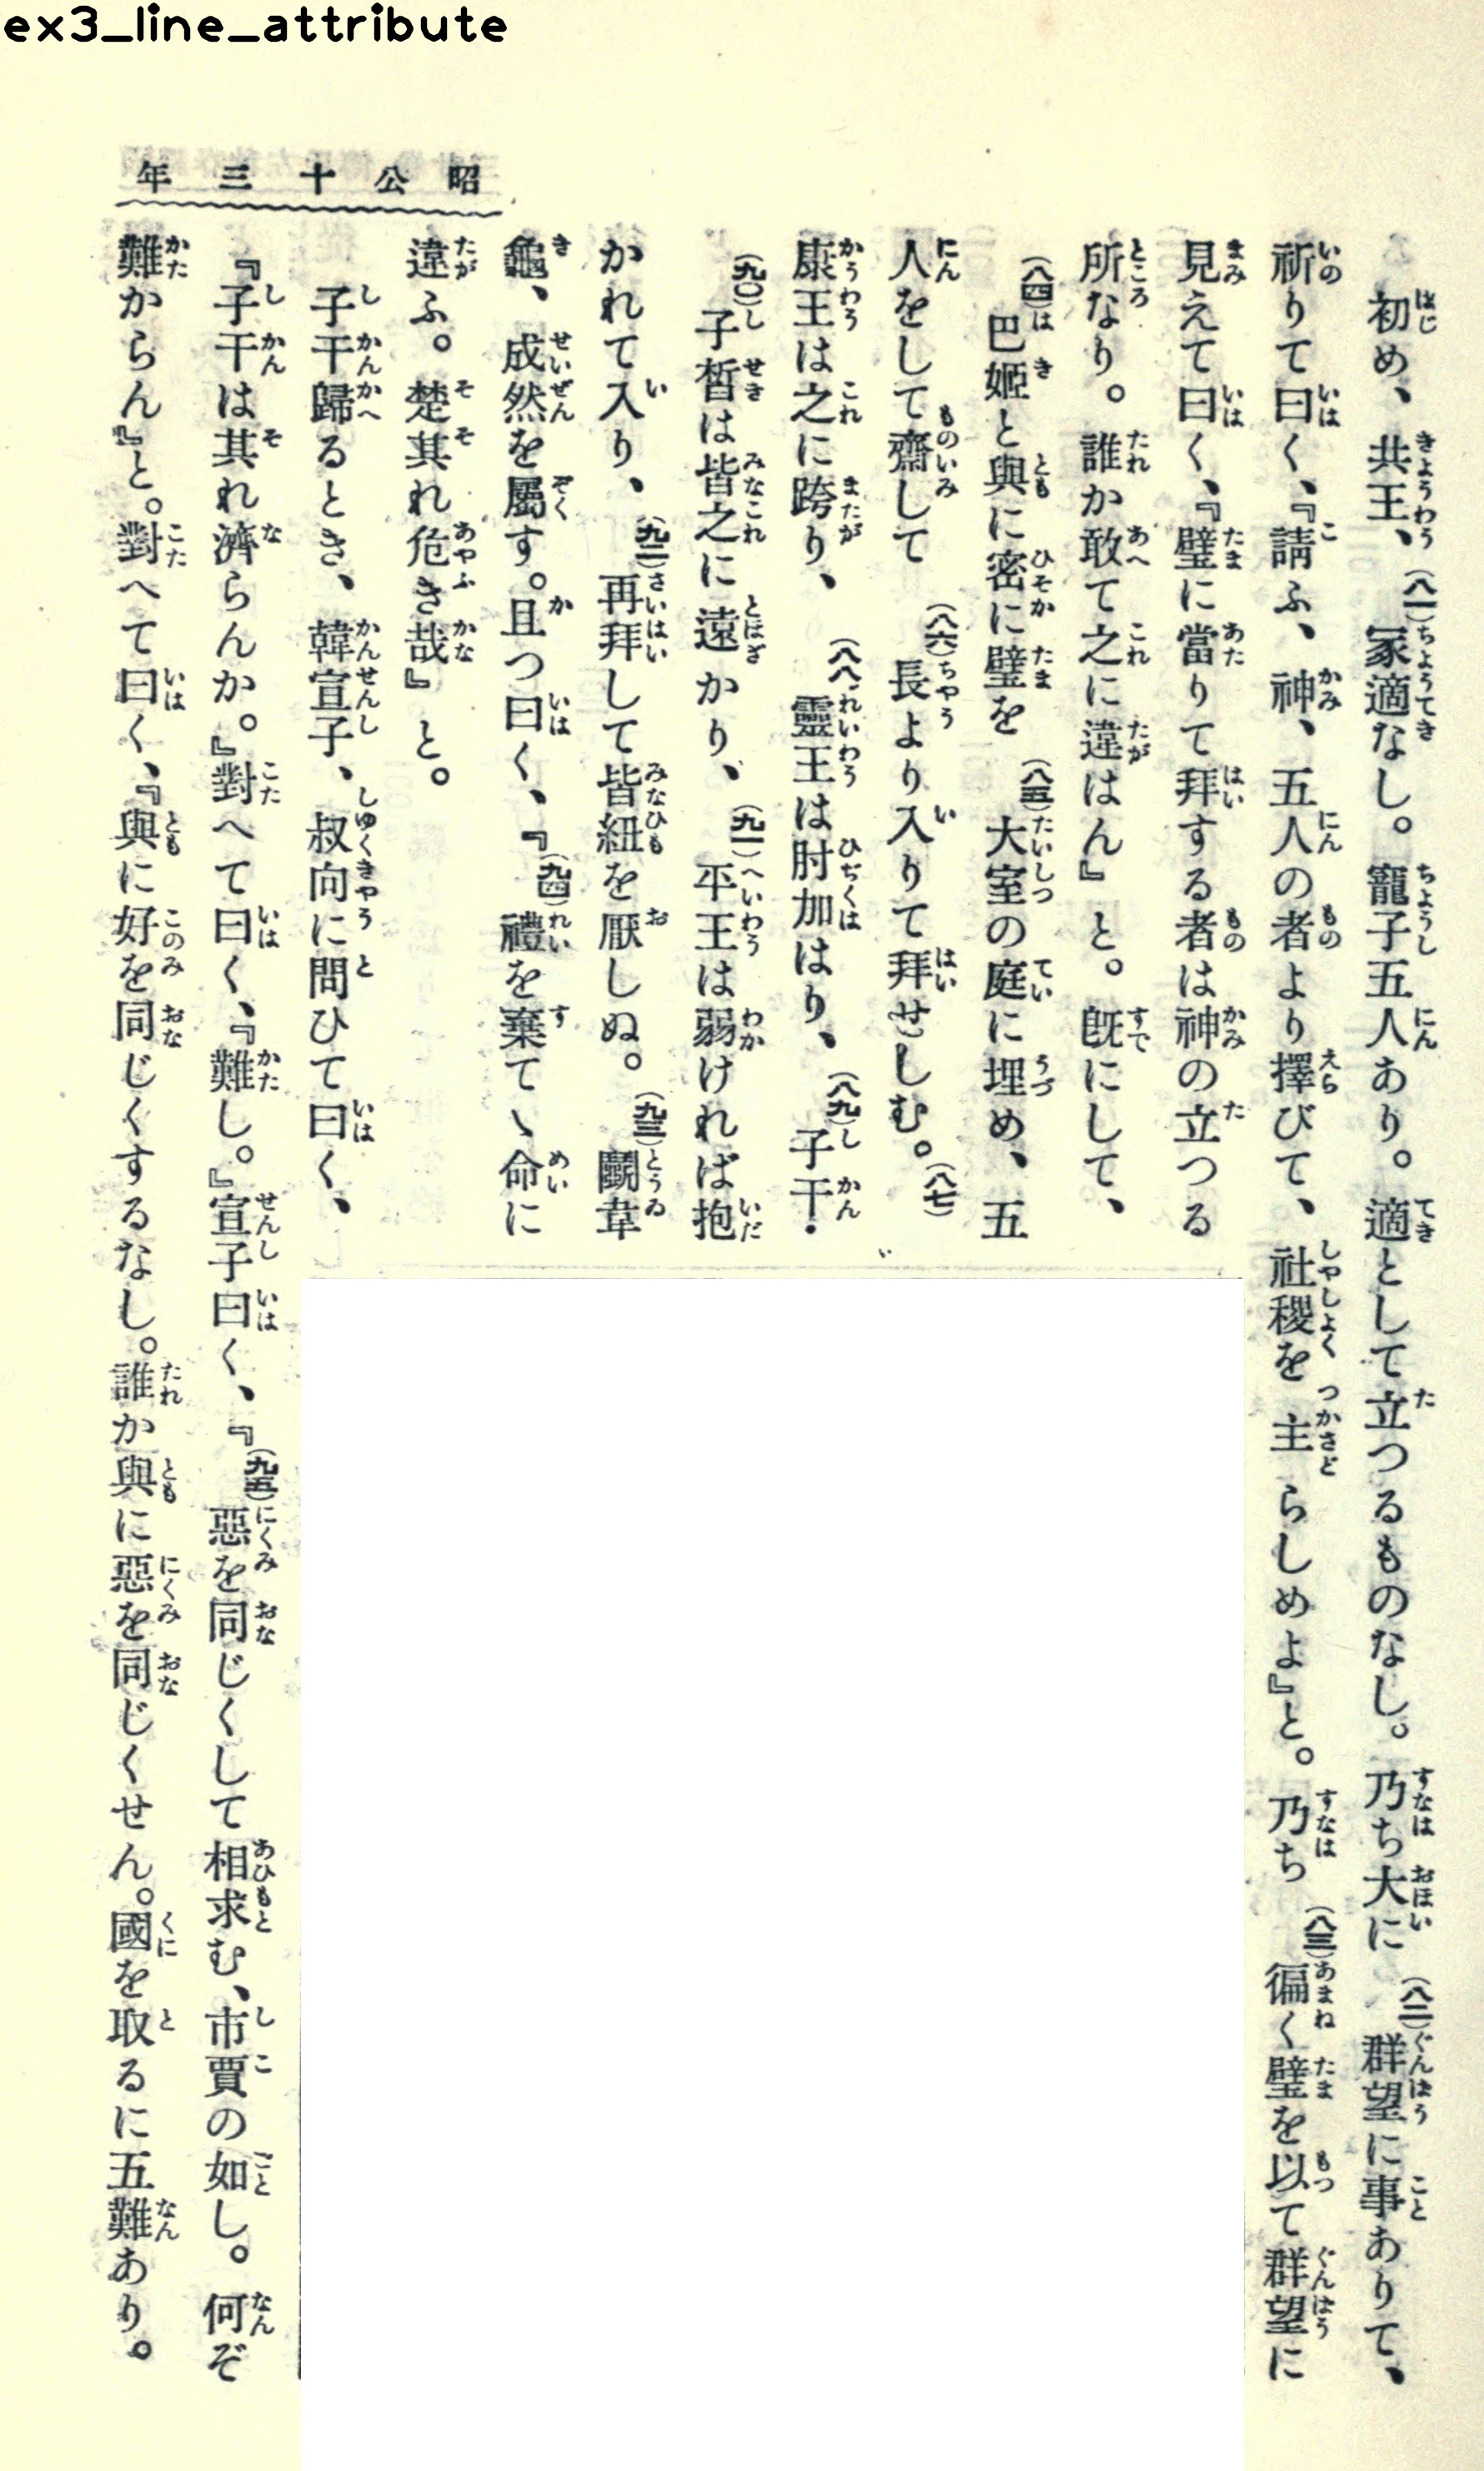 ex3_line_attribute
昭公十三年
初め、共王、(八一)冢適なし。寵子五人あり。適として立つるものなし。乃ち大に(八二)群望に事ありて、
祈りて曰く、『請ふ、神、五人の者より擇びて、社稷を主らしめよ』と。乃ち(八三)徧く璧を以て群望に
見えて曰く、『璧に當りて拜する者は神の立つる
所なり。誰か敢て之に違はん』と。既にして、
(八四)巴姬と與に密に璧を(八五)大室の庭に埋め、五
人をして齋して(八六)長より入りて拜せしむ。(八七)
康王は之に跨り、(八八)靈王は肘加はり、(八九)子干・
(九〇)子晳は皆之に遠かり、(九一)平王は弱ければ抱
かれて入り、(九二)再拜して皆紐を厭しぬ。(九三)鬭韋
龜、成然を屬す。且つ曰く、『(九四)禮を棄てゝ命に
違ふ。楚其れ危き哉』と。
子干歸るとき、韓宣子、叔向に問ひて曰く、
『子干は其れ濟らんか。』對へて曰く、『難し。』宣子曰く、『(九五)惡を同じくして相求む、市賈の如し。何ぞ
難からん』と。對へて曰く、『與に好を同じくするなし。誰か與に惡を同じくせん。國を取るに五難あり。